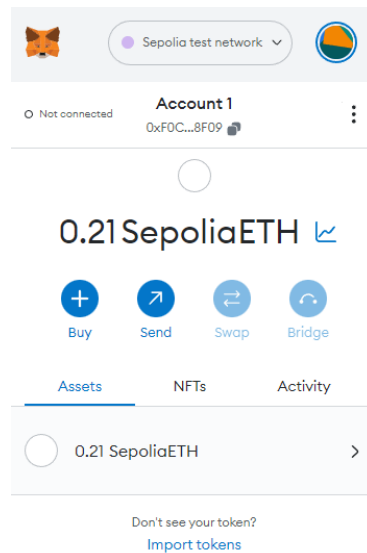 Sepolia test network
Not connected
Account 1
0xF0C...8F09
0.21 SepoliaETH
Buy
Send
Swap
Bridge
Assets
NFTs
Activity
0.21 SepoliaETH
Don't see your token?
Import tokens